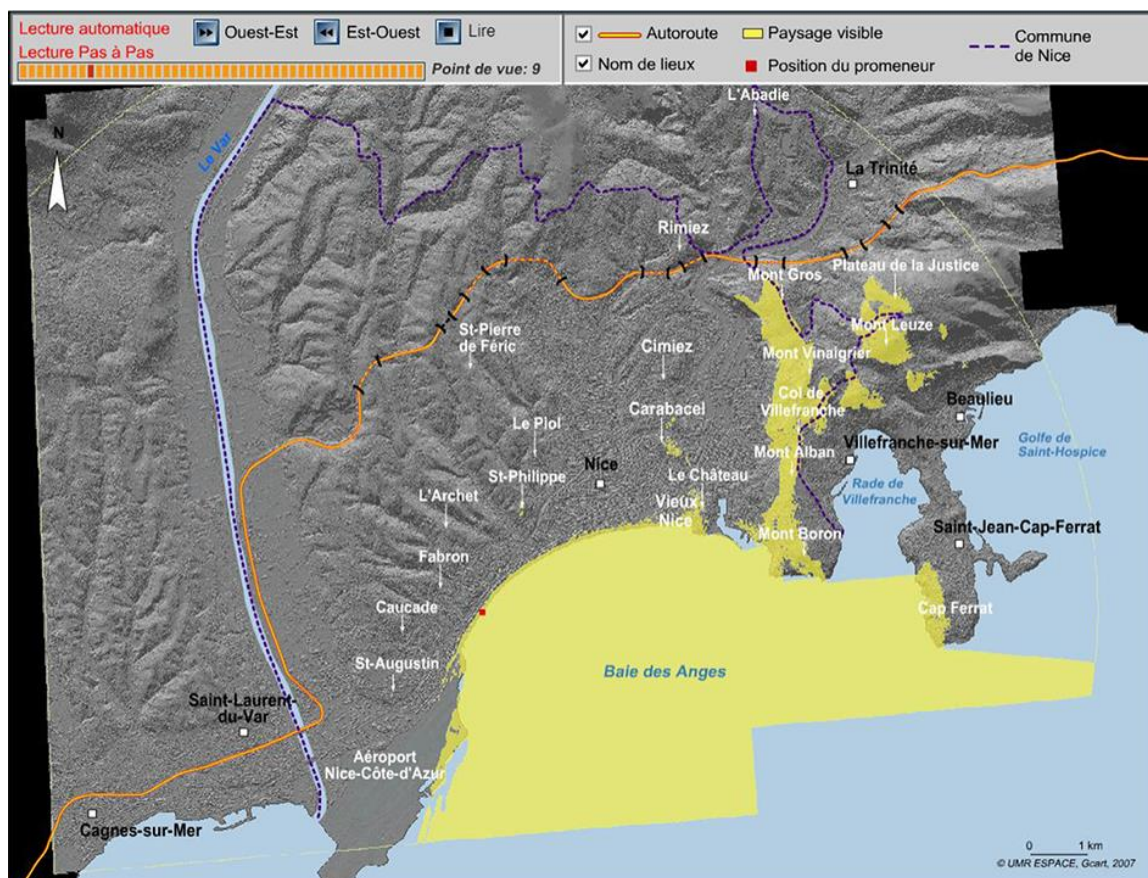 Lecture automatique
Ouest-Est
Est-Ouest
Lire
Lecture Pas à Pas
Point de vue: 9
Autoroute
Paysage visible
Commune
de Nice
Nom de lieux
Position du promeneur
L'Abadie
N
Le Var
La Trinité
Rimiez
Mont Gros
Plateau de la Justice
St-Pierre
de Féric
Mont Leuze
Cimiez
Mont Vinaigrier
Col de
Villefranche
Beaulieu
Carabacel
Le Plol
Golfe de
Saint-Hospice
Villefranche-sur-Mer
Mont Alban
Nice
St-Philippe
Le Château
Rade de
Villefranche
L'Archet
Vieux
Nice
Mont Boron
Saint-Jean-Cap-Ferrat
Fabron
Caucade
Cap Ferrat
St-Augustin
Baie des Anges
Saint-Laurent-
du-Var
Aéroport
Nice-Côte-d'Azur
Cagnes-sur-Mer
0 1 km
© UMR ESPACE, Gcart, 2007